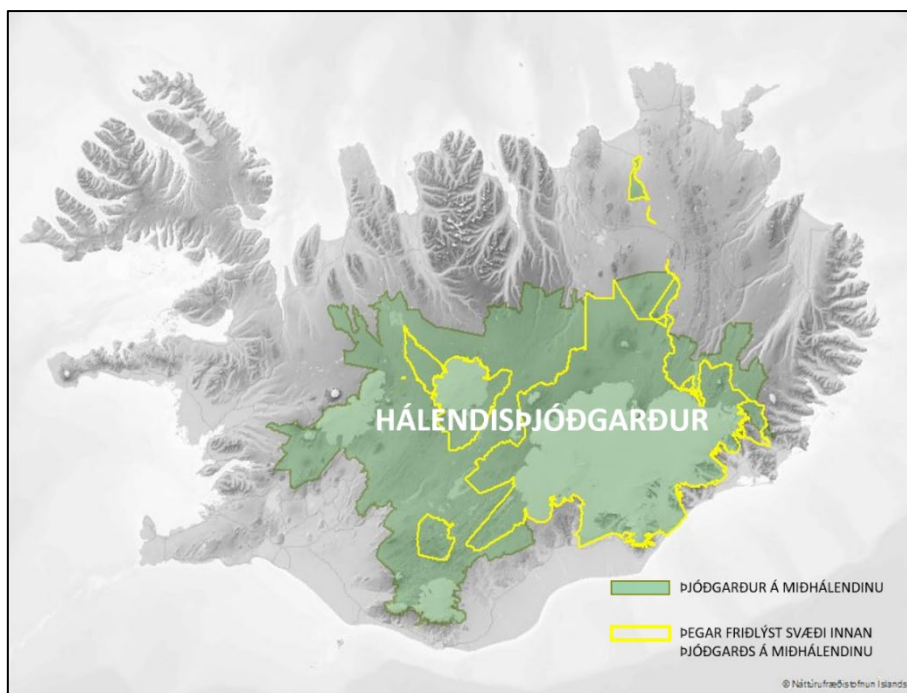 HÁLENDISÞJÓÐGARÐUR
ÞJÓÐGARÐUR Á MIÐHÁLENDINU
ÞEGAR FRIÐLÝST SVÆÐI INNAN
ÞJÓÐGARÐS Á MIÐHÁLENDINU
© Náttúrufræðistofnun Íslands